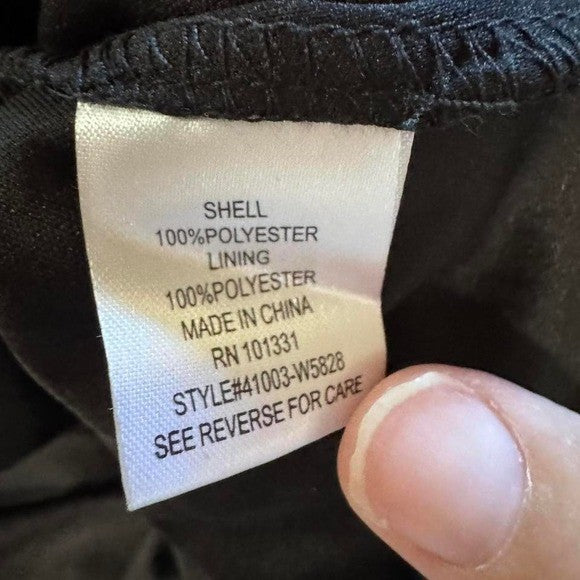 SHELL
100%POLYESTER
LINING
100%POLYESTER
MADE IN CHINA
RN 101331
STYLE#41003-W5828
SEE REVERSE FOR CARE